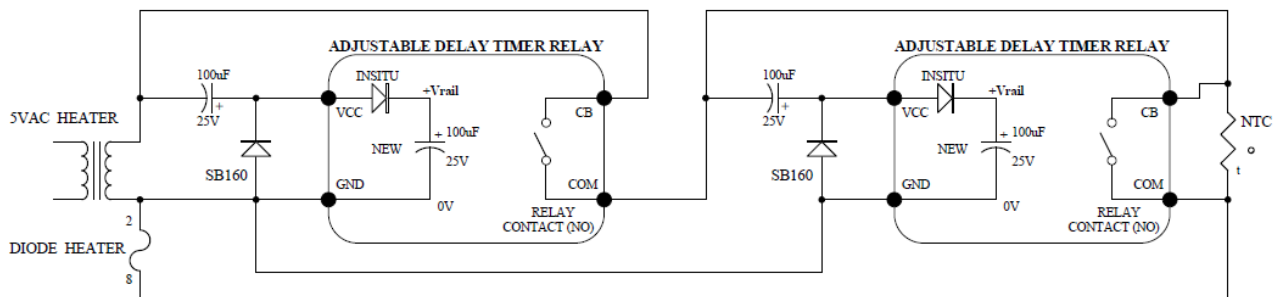 ADJUSTABLE DELAY TIMER RELAY
ADJUSTABLE DELAY TIMER RELAY
100uF
+
25V
5VAC HEATER
SB160
2
DIODE HEATER
8
INSITU
+Vrail
VCC
CB
+ 100uF
NEW
25V
GND
COM
0V
RELAY
CONTACT (NO)
100uF
+
25V
SB160
INSITU
+Vrail
VCC
CB
+ 100uF
NEW
25V
GND
COM
0V
RELAY
CONTACT (NO)
NTC
o
t